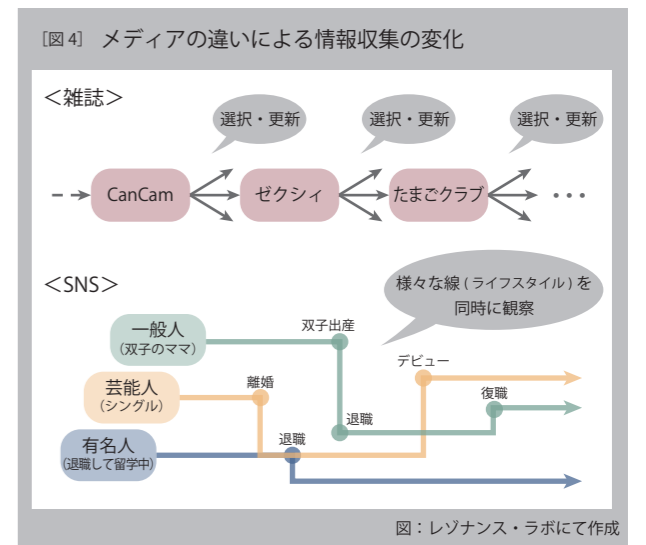 [図4] メディアの違いによる情報収集の変化
＜雑誌＞
選択・更新
選択・更新
選択・更新
CanCam
ゼクシィ
たまごクラブ
・・・
＜SNS＞
様々な線(ライフスタイル)を
同時に観察
一般人
(双子のママ)
双子出産
デビュー
芸能人
(シングル)
離婚
復職
退職
有名人
(退職して留学中)
退職
図：レゾナンス・ラボにて作成